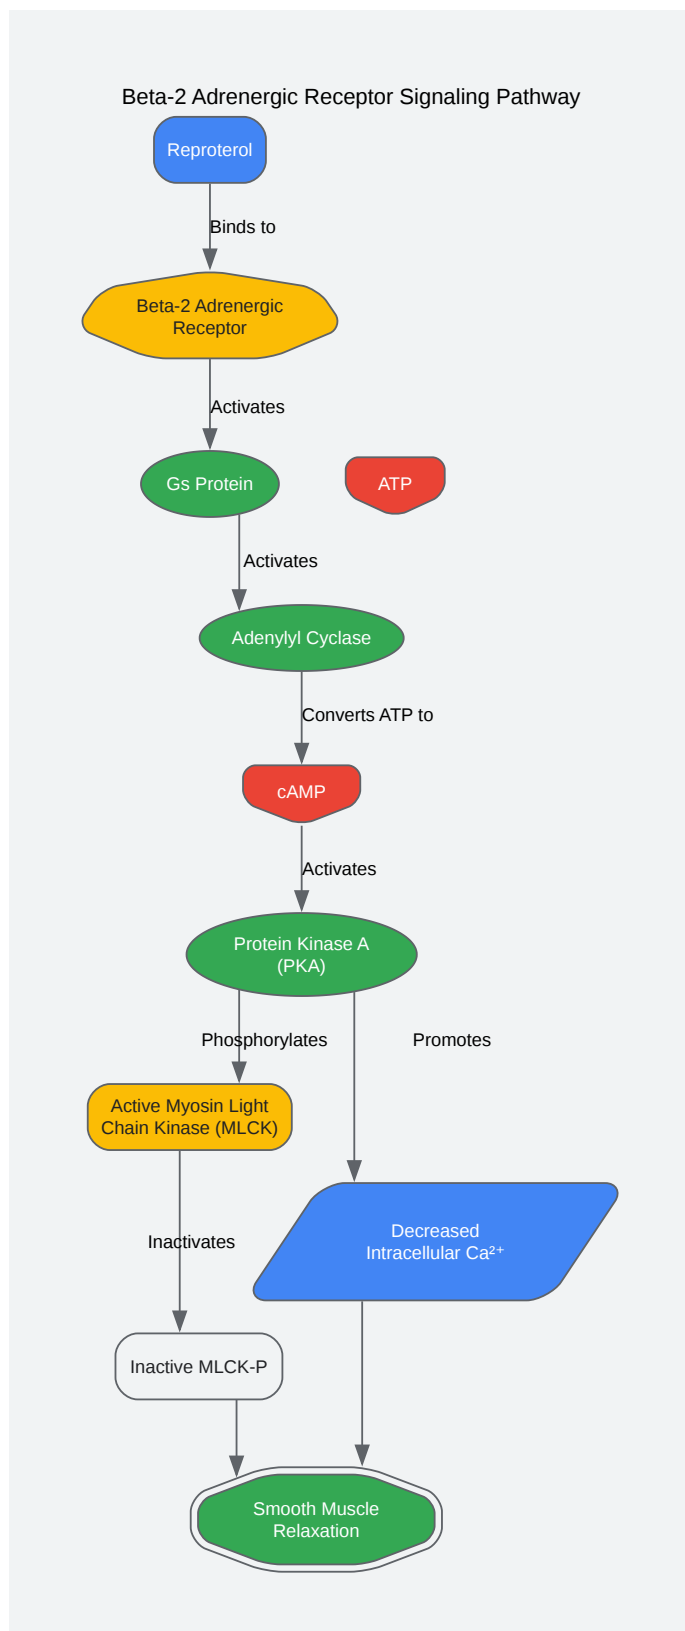 Beta-2 Adrenergic Receptor Signaling Pathway
Reproterol
Binds to
Beta-2 Adrenergic
Receptor
Activates
Gs Protein
ATP
Activates
Adenylyl Cyclase
Converts ATP to
cAMP
Activates
Protein Kinase A
(PKA)
Phosphorylates
Promotes
Active Myosin Light
Chain Kinase (MLCK)
Decreased
Intracellular Ca²⁺
Inactivates
Inactive MLCK-P
Smooth Muscle
Relaxation